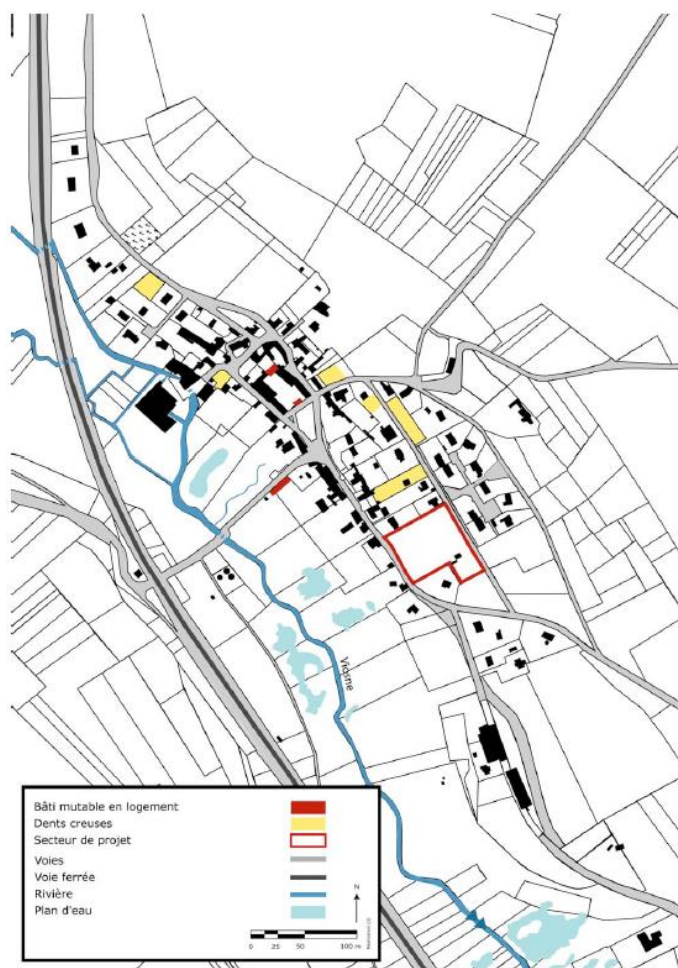 Viosne
Bâti mutable en logement
Dents creuses
Secteur de projet
Voies
Voie ferrée
Rivière
Plan d'eau
N
0 25 50 100 m